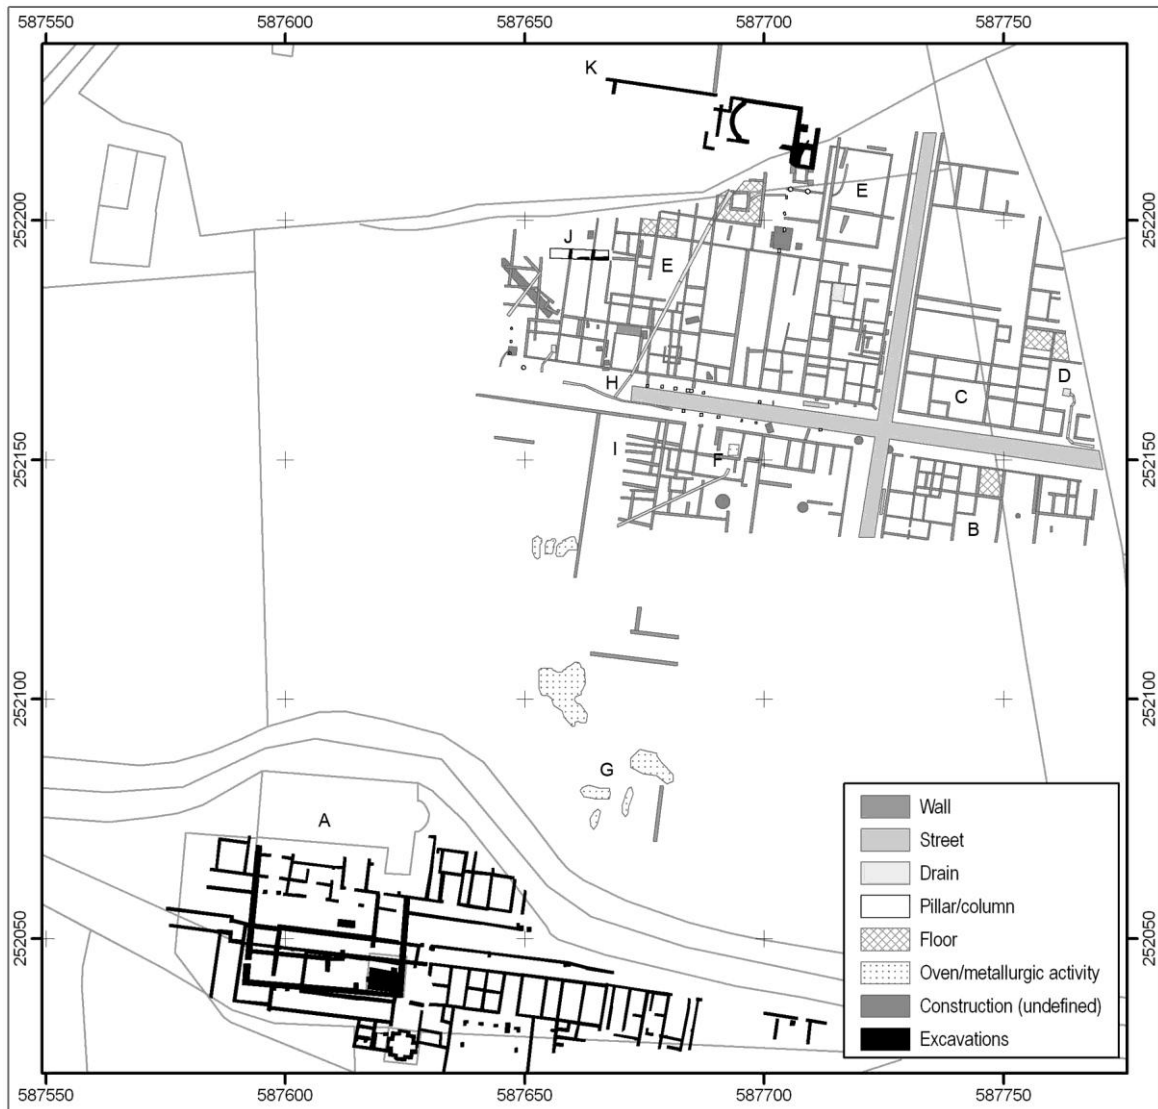 587550 587600 587650 587700 587750
K
E
252200 252200
J
E
D
C
H
I
F
252150 252150
B
252100 252100
G
A
252050 252050
Wall
Street
Drain
Pillar/column
Floor
Oven/metallurgic activity
Construction (undefined)
Excavations
587550 587600 587650 587700 587750